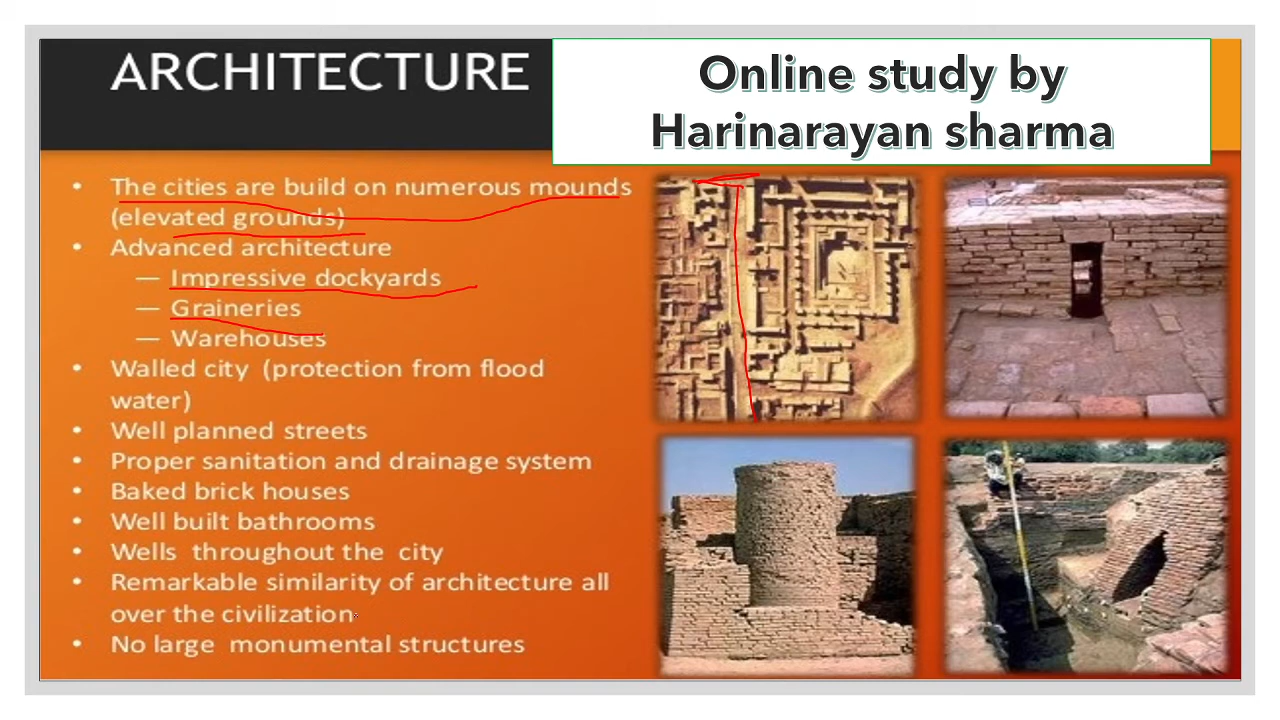 ARCHITECTURE
Online study by
Harinarayan sharma
• The cities are build on numerous mounds
(elevated grounds)
• Advanced architecture
— Impressive dockyards
— Graineries
— Warehouses
• Walled city (protection from flood
water)
• Well planned streets
• Proper sanitation and drainage system
• Baked brick houses
• Well built bathrooms
• Wells throughout the city
• Remarkable similarity of architecture all
over the civilization
• No large monumental structures